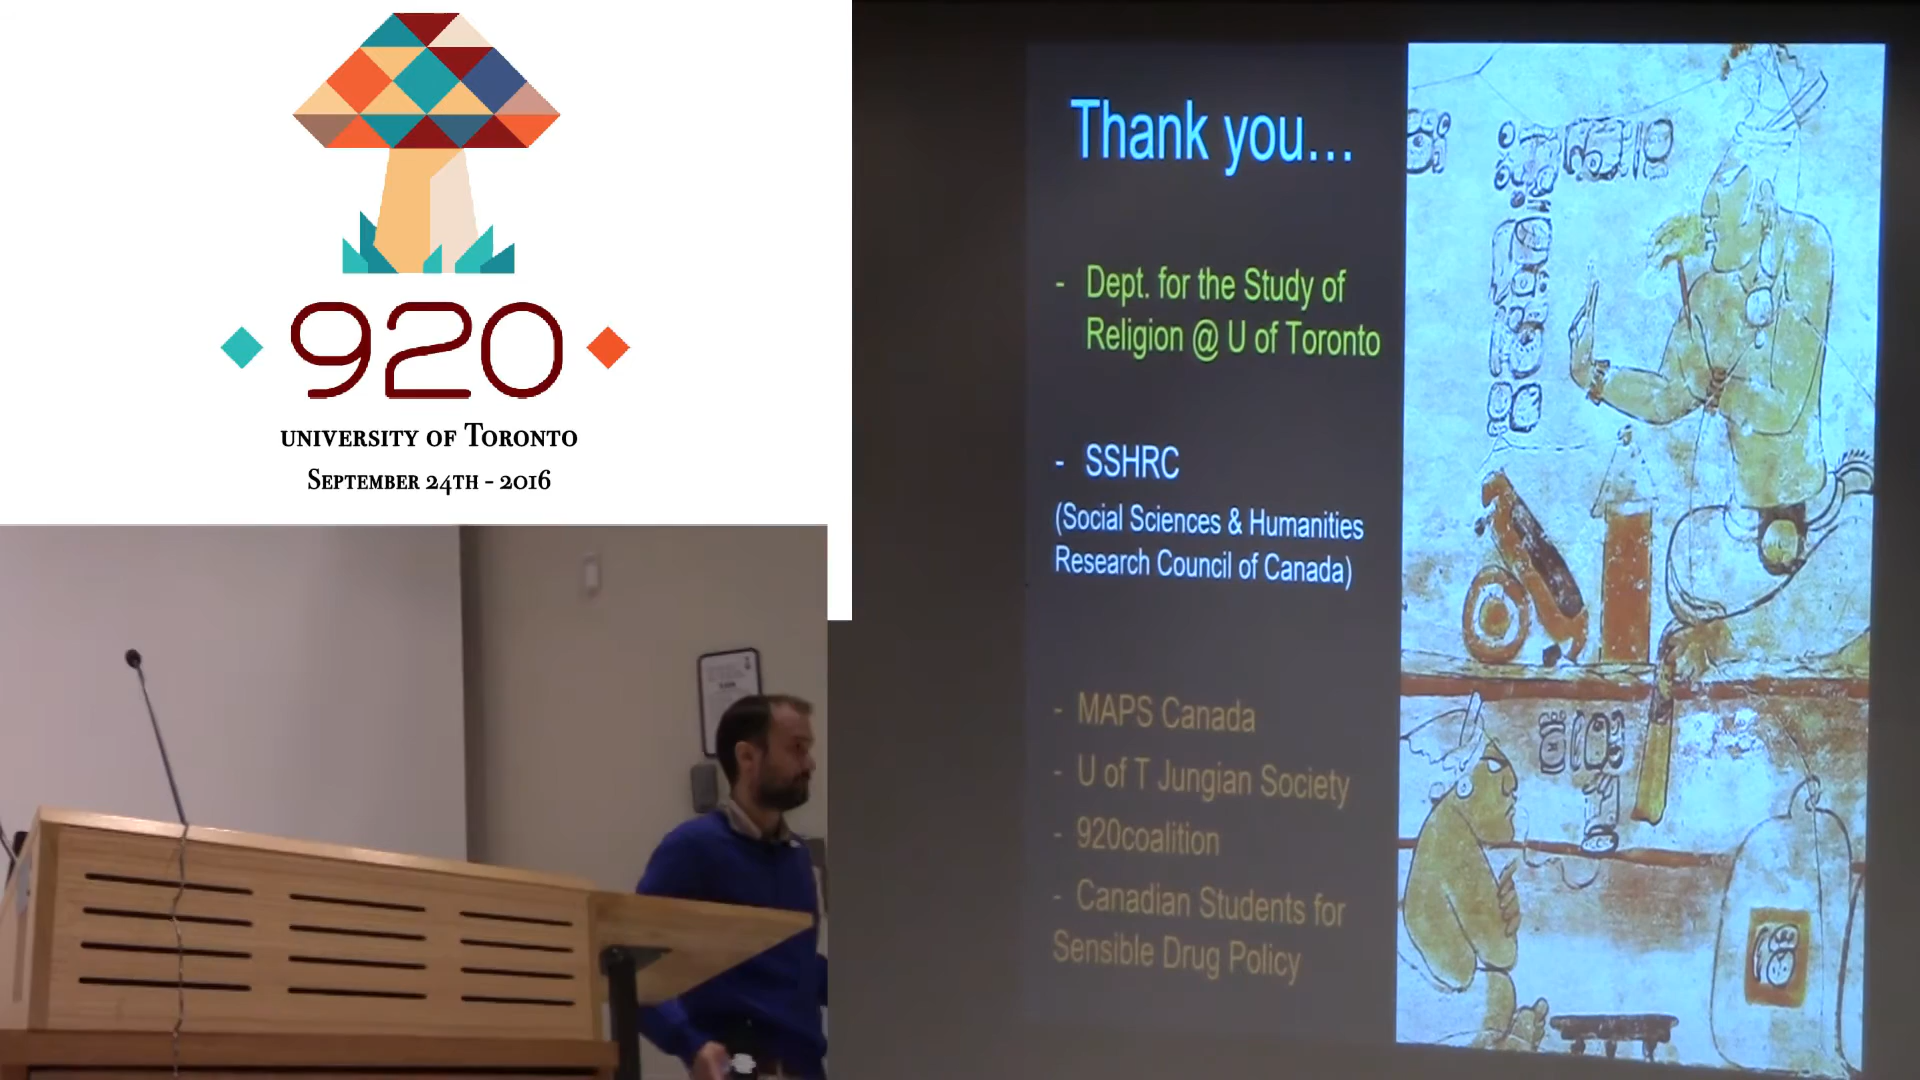 920
UNIVERSITY OF TORONTO
SEPTEMBER 24TH - 2016
Thank you...
- Dept. for the Study of
Religion @ U of Toronto
- SSHRC
(Social Sciences & Humanities
Research Council of Canada)
- MAPS Canada
- U of T Jungian Society
- 920coalition
- Canadian Students for
Sensible Drug Policy